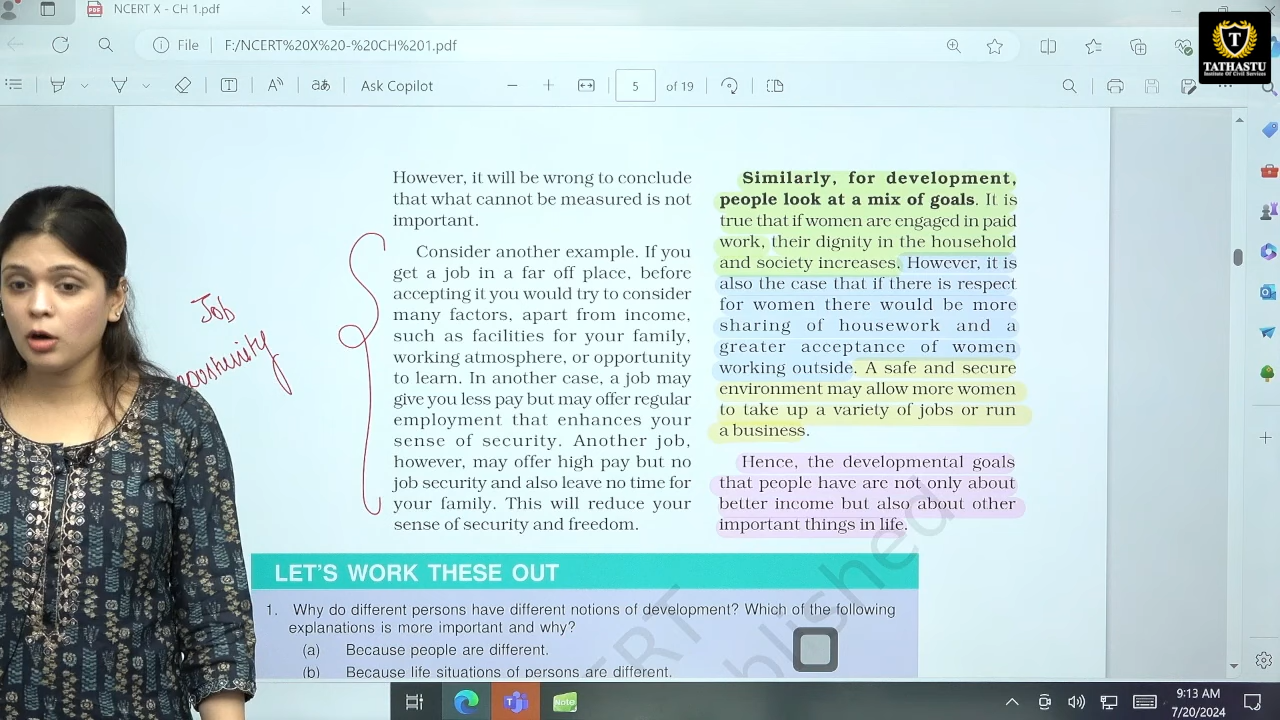 NCERT X - CH 1.pdf
TATHASTU
Institute Of Civil Services
File
F:/NCERT%20X%20-%20CH%201.pdf
Ask Copilot
5
of 19
However, it will be wrong to conclude
that what cannot be measured is not
important.
Consider another example. If you
get a job in a far off place, before
accepting it you would try to consider
many factors, apart from income,
such as facilities for your family,
working atmosphere, or opportunity
to learn. In another case, a job may
give you less pay but may offer regular
employment that enhances your
sense of security. Another job,
however, may offer high pay but no
job security and also leave no time for
your family. This will reduce your
sense of security and freedom.
Job
Similarly, for development,
people look at a mix of goals. It is
true that if women are engaged in paid
work, their dignity in the household
and society increases. However, it is
also the case that if there is respect
for women there would be more
sharing of housework and a
greater acceptance of women
working outside. A safe and secure
environment may allow more women
to take up a variety of jobs or run
a business.
Hence, the developmental goals
that people have are not only about
better income but also about other
important things in life.
LET'S WORK THESE OUT
1. Why do different persons have different notions of development? Which of the following
explanations is more important and why?
(a) Because people are different.
(b) Because life situations of persons are different.
Note
9:13 AM
7/20/2024